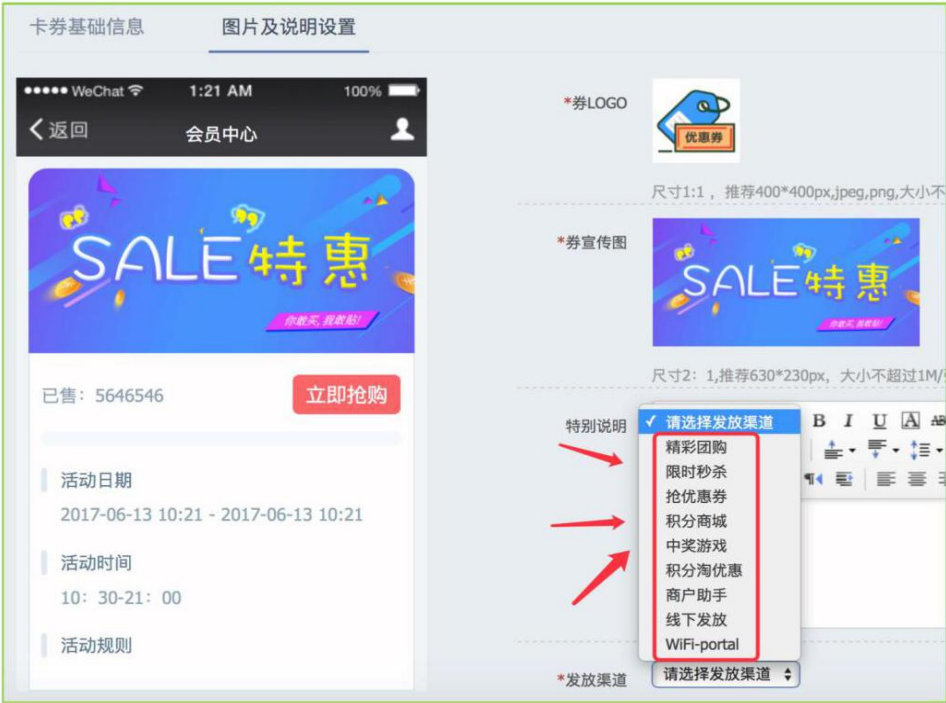 卡券基础信息
图片及说明设置
WeChat
1:21 AM
100%
返回
会员中心
SALE特惠
你敢买,我敢贴!
已售: 5646546
立即抢购
活动日期
2017-06-13 10:21 - 2017-06-13 10:21
活动时间
10: 30-21: 00
活动规则
*券LOGO
优惠券
尺寸1:1 , 推荐400*400px,jpeg,png,大小不
*券宣传图
SALE特惠
你敢买,我敢贴!
尺寸2: 1,推荐630*230px, 大小不超过1M/
特别说明
✓ 请选择发放渠道
B I U A AB
精彩团购
限时秒杀
抢优惠券
积分商城
中奖游戏
积分淘优惠
商户助手
线下发放
WiFi-portal
*发放渠道
请选择发放渠道